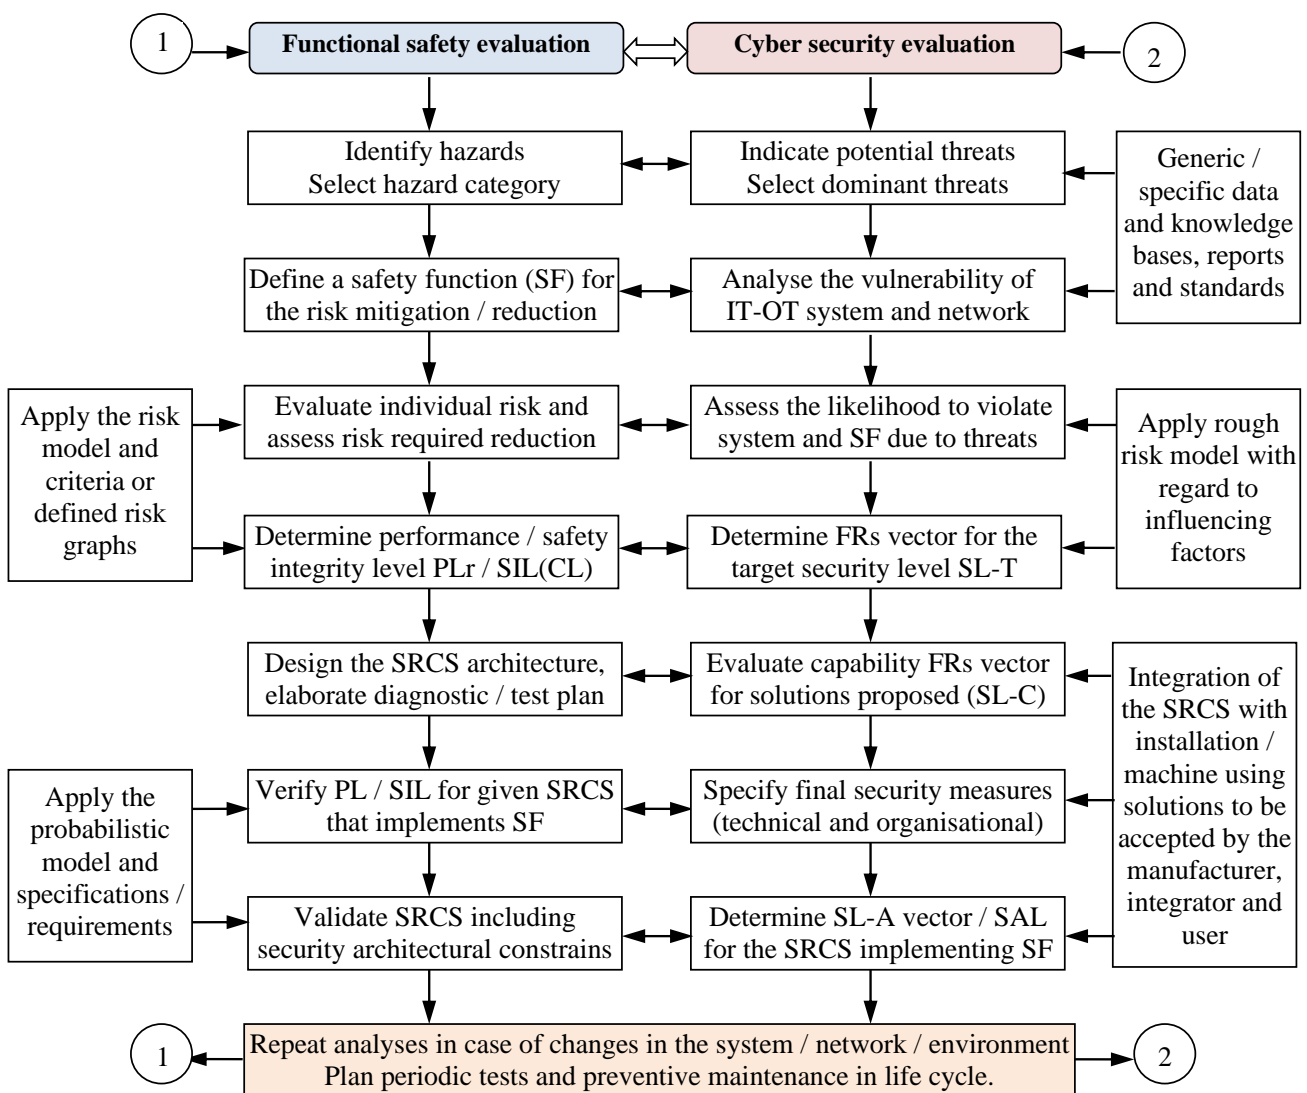 1
Functional safety evaluation
Cyber security evaluation
2
Identify hazards
Select hazard category
Indicate potential threats
Select dominant threats
Generic /
specific data
and knowledge
bases, reports
and standards
Define a safety function (SF) for
the risk mitigation / reduction
Analyse the vulnerability of
IT-OT system and network
Apply the risk
model and
criteria or
defined risk
graphs
Evaluate individual risk and
assess risk required reduction
Assess the likelihood to violate
system and SF due to threats
Apply rough
risk model with
regard to
influencing
factors
Determine performance / safety
integrity level PLr / SIL(CL)
Determine FRs vector for the
target security level SL-T
Design the SRCS architecture,
elaborate diagnostic / test plan
Evaluate capability FRs vector
for solutions proposed (SL-C)
Integration of
the SRCS with
installation /
machine using
solutions to be
accepted by the
manufacturer,
integrator and
user
Apply the
probabilistic
model and
specifications /
requirements
Verify PL / SIL for given SRCS
that implements SF
Specify final security measures
(technical and organisational)
Validate SRCS including
security architectural constrains
Determine SL-A vector / SAL
for the SRCS implementing SF
1
Repeat analyses in case of changes in the system / network / environment
Plan periodic tests and preventive maintenance in life cycle.
2